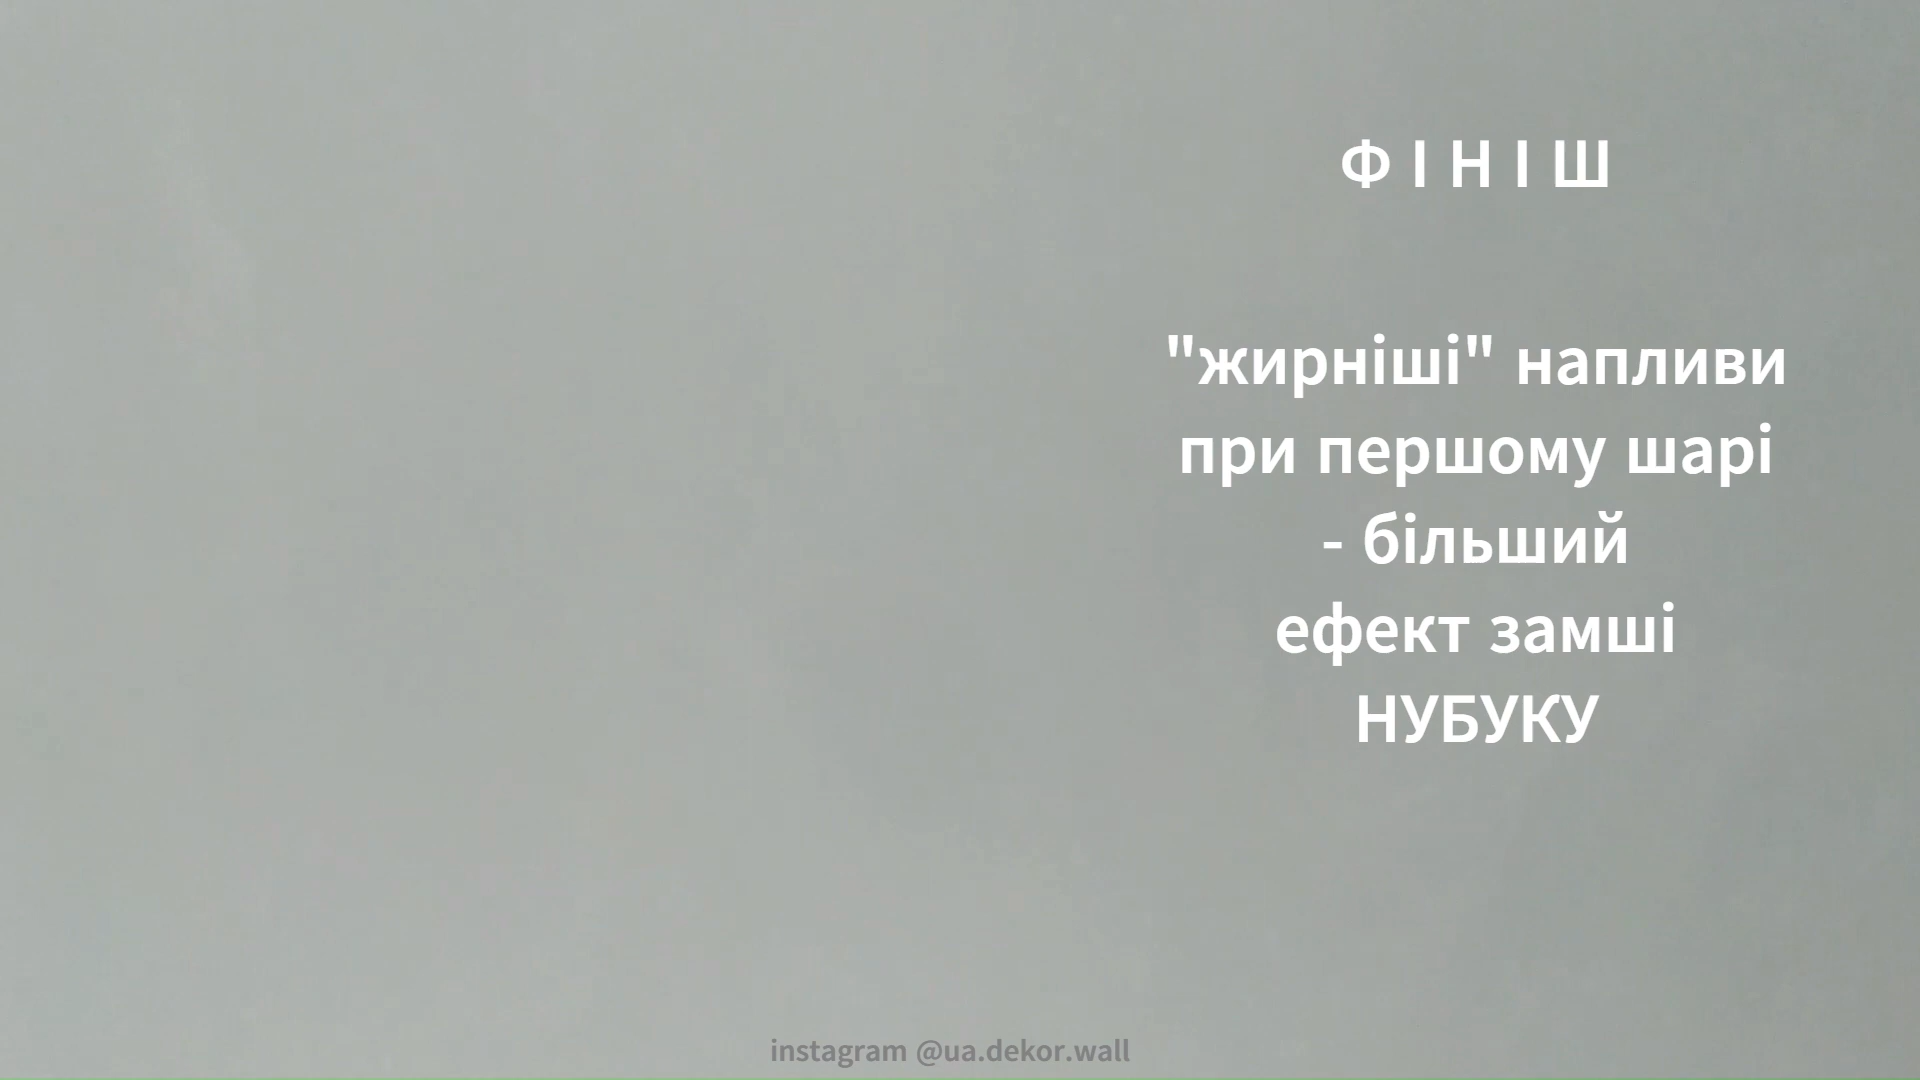 Ф І Н І Ш
"жирніші" напливи
при першому шарі
- більший
ефект замші
НУБУКУ
instagram @ua.dekor.wall